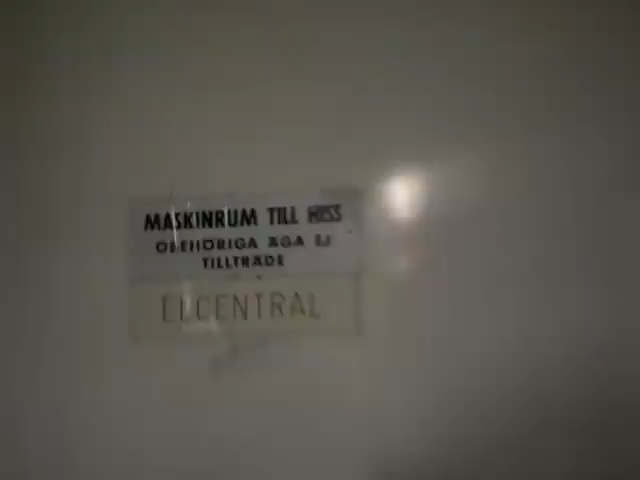 MASKINRUM TILL HISS
OBEHÖRIGA ÄGA EJ
TILLTRÄDE
ELCENTRAL